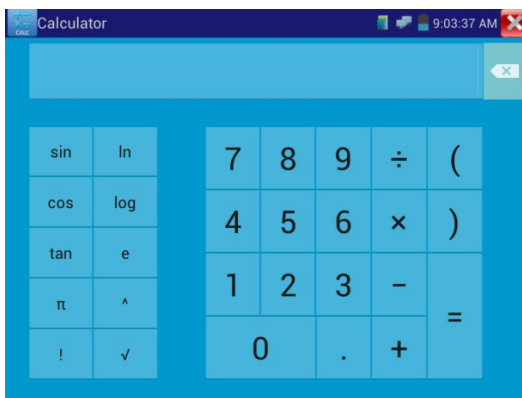 CALC Calculator 9:03:37 AM
sin ln 7 8 9 ÷ (
cos log 4 5 6 × )
tan e 1 2 3 − =
π ^ 0 . +
! √